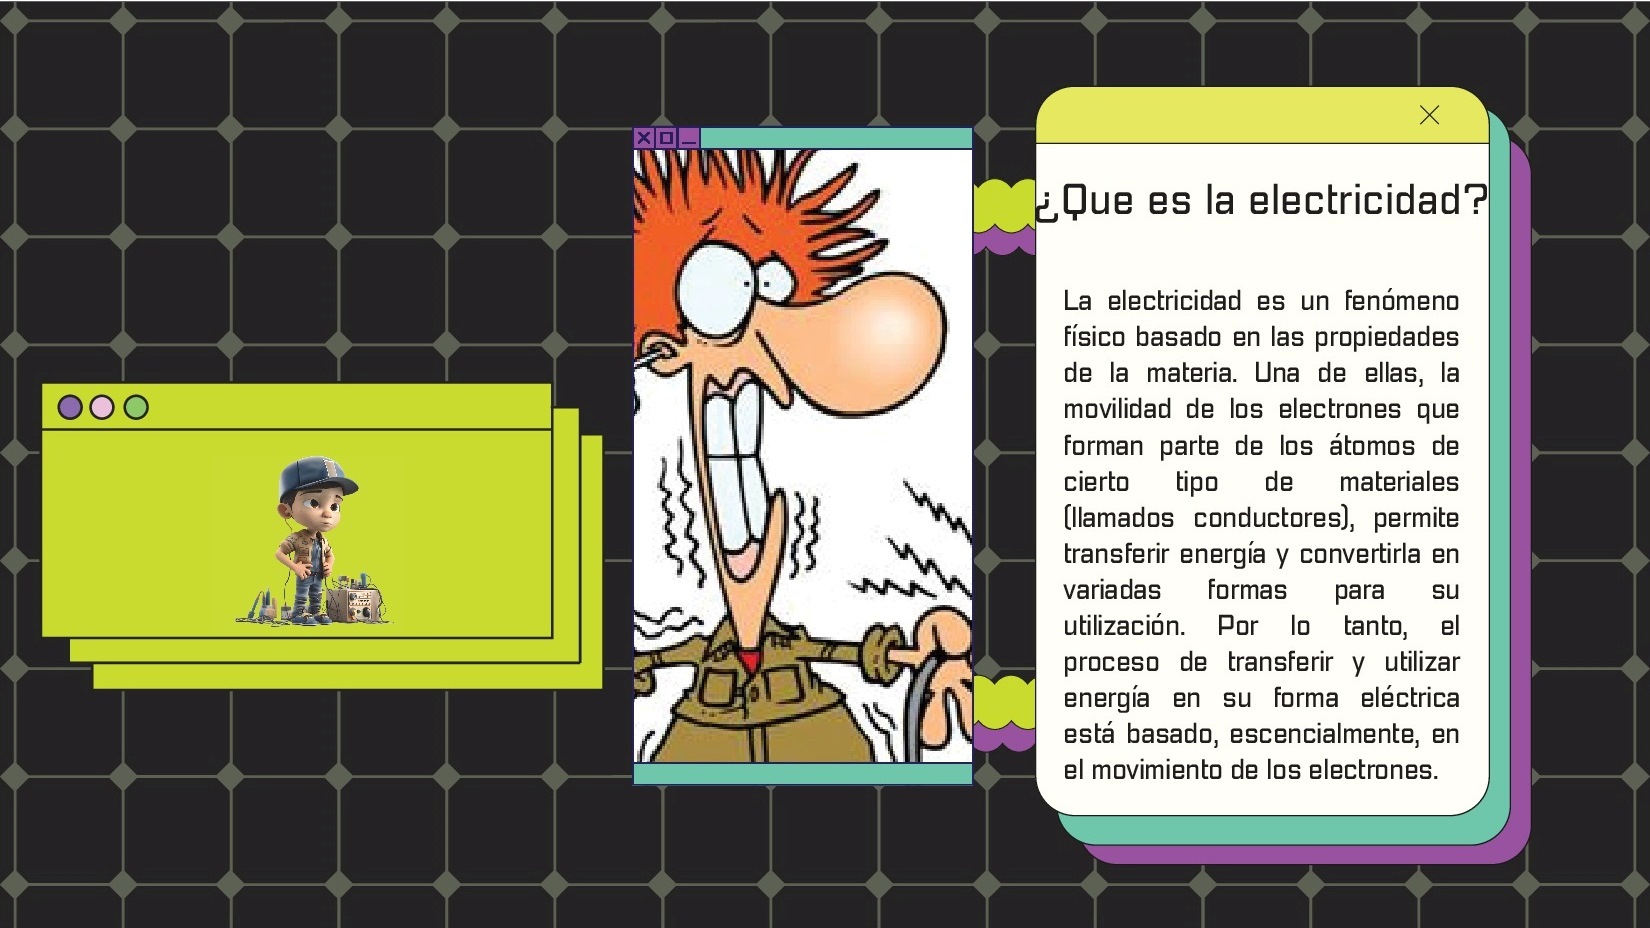 ¿Que es la electricidad?
La electricidad es un fenómeno
físico basado en las propiedades
de la materia. Una de ellas, la
movilidad de los electrones que
forman parte de los átomos de
cierto tipo de materiales
(llamados conductores), permite
transferir energía y convertirla en
variadas formas para su
utilización. Por lo tanto, el
proceso de transferir y utilizar
energía en su forma eléctrica
está basado, escencialmente, en
el movimiento de los electrones.